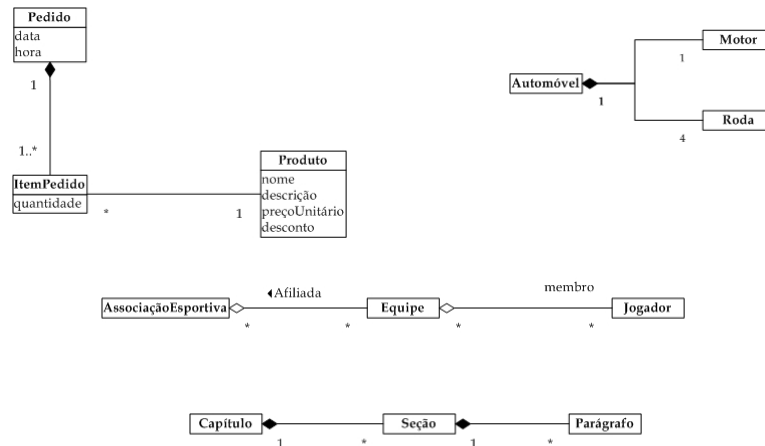 Pedido
data
hora
1
1..*
ItemPedido
quantidade
*
1
Produto
nome
descrição
preçoUnitário
desconto
Automóvel
1
Motor
1
Roda
4
AssociaçãoEsportiva
Afiliada
*
*
Equipe
*
membro
*
Jogador
Capítulo
1
*
Seção
1
*
Parágrafo